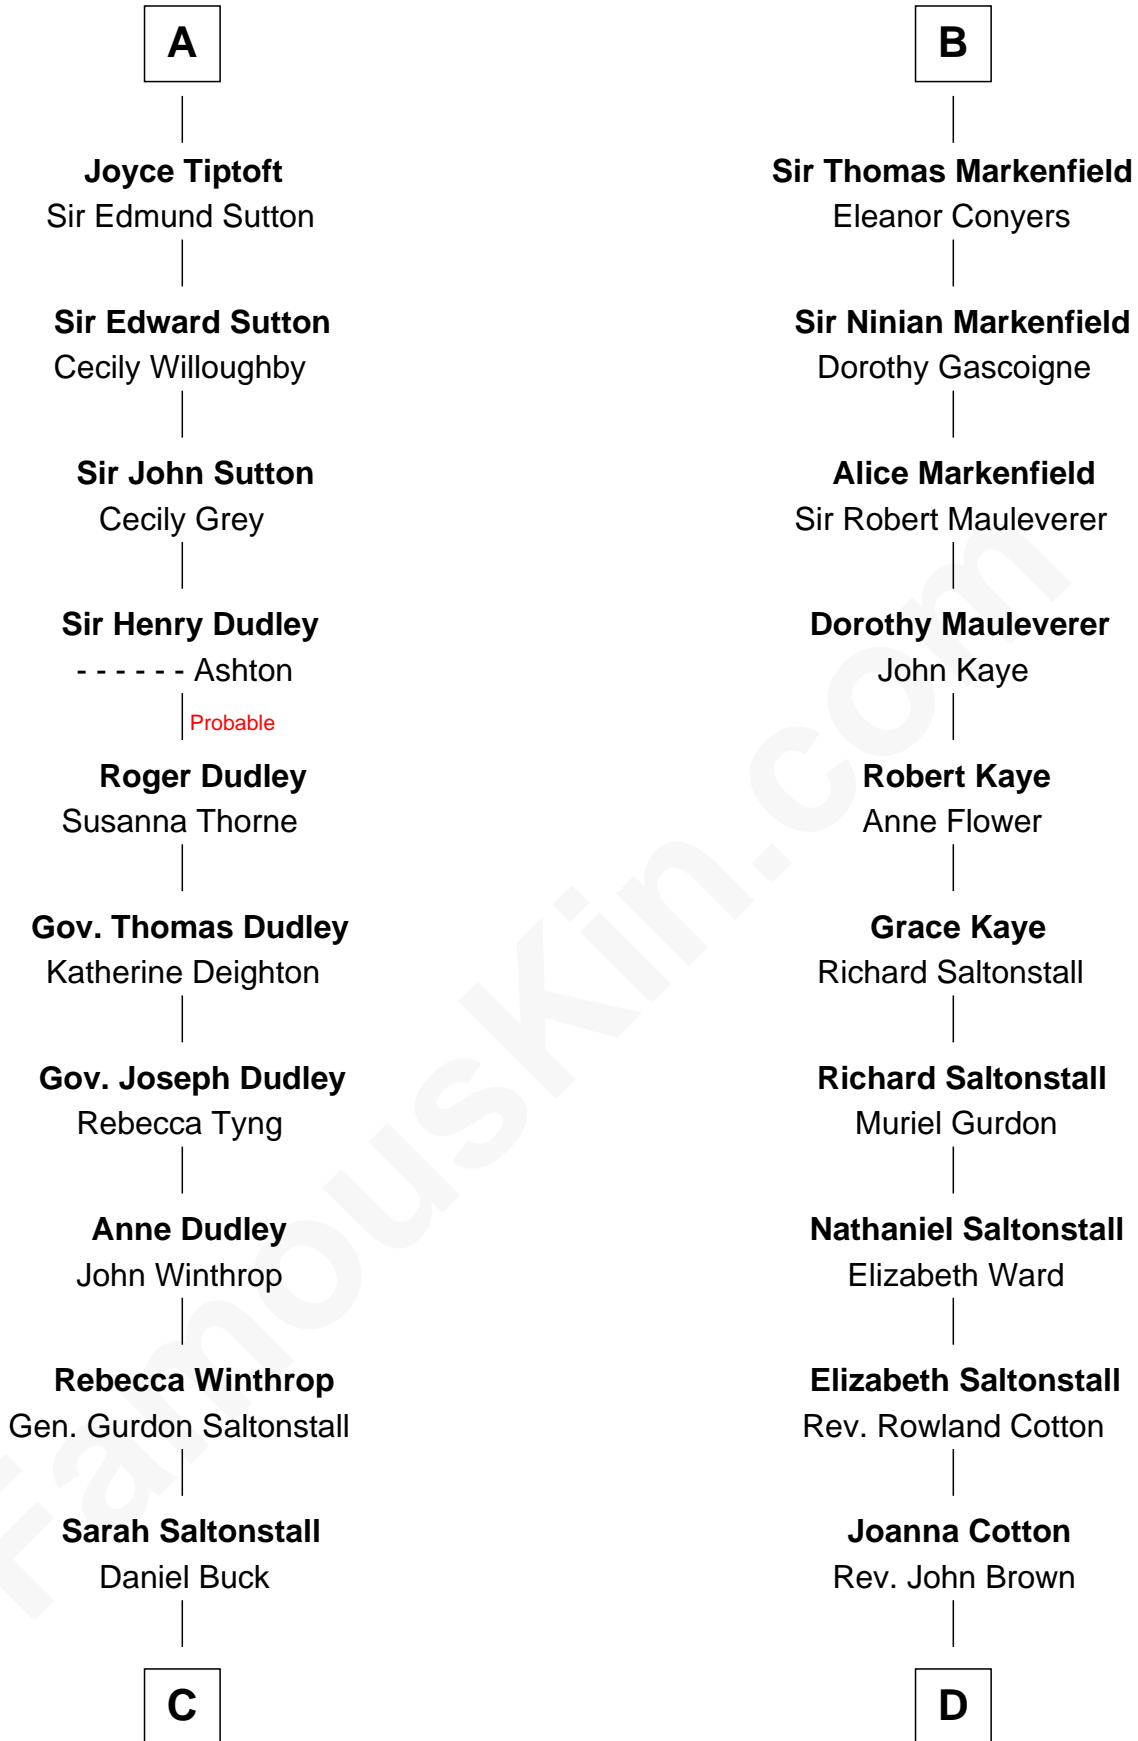 A
Joyce Tiptoft
Sir Edmund Sutton
Sir Edward Sutton
Cecily Willoughby
Sir John Sutton
Cecily Grey
Sir Henry Dudley
- - - - - - Ashton
Probable
Roger Dudley
Susanna Thorne
Gov. Thomas Dudley
Katherine Deighton
Gov. Joseph Dudley
Rebecca Tyng
Anne Dudley
John Winthrop
Rebecca Winthrop
Gen. Gurdon Saltonstall
Sarah Saltonstall
Daniel Buck
C
B
Sir Thomas Markenfield
Eleanor Conyers
Sir Ninian Markenfield
Dorothy Gascoigne
Alice Markenfield
Sir Robert Mauleverer
Dorothy Mauleverer
John Kaye
Robert Kaye
Anne Flower
Grace Kaye
Richard Saltonstall
Richard Saltonstall
Muriel Gurdon
Nathaniel Saltonstall
Elizabeth Ward
Elizabeth Saltonstall
Rev. Rowland Cotton
Joanna Cotton
Rev. John Brown
D
FamousKin.com